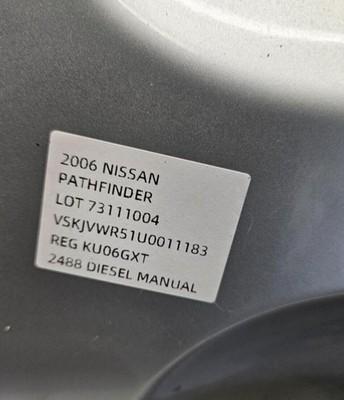 2006 NISSAN
PATHFINDER
LOT 73111004
VSKJVWR51U0011183
REG KU06GXT
2488 DIESEL MANUAL